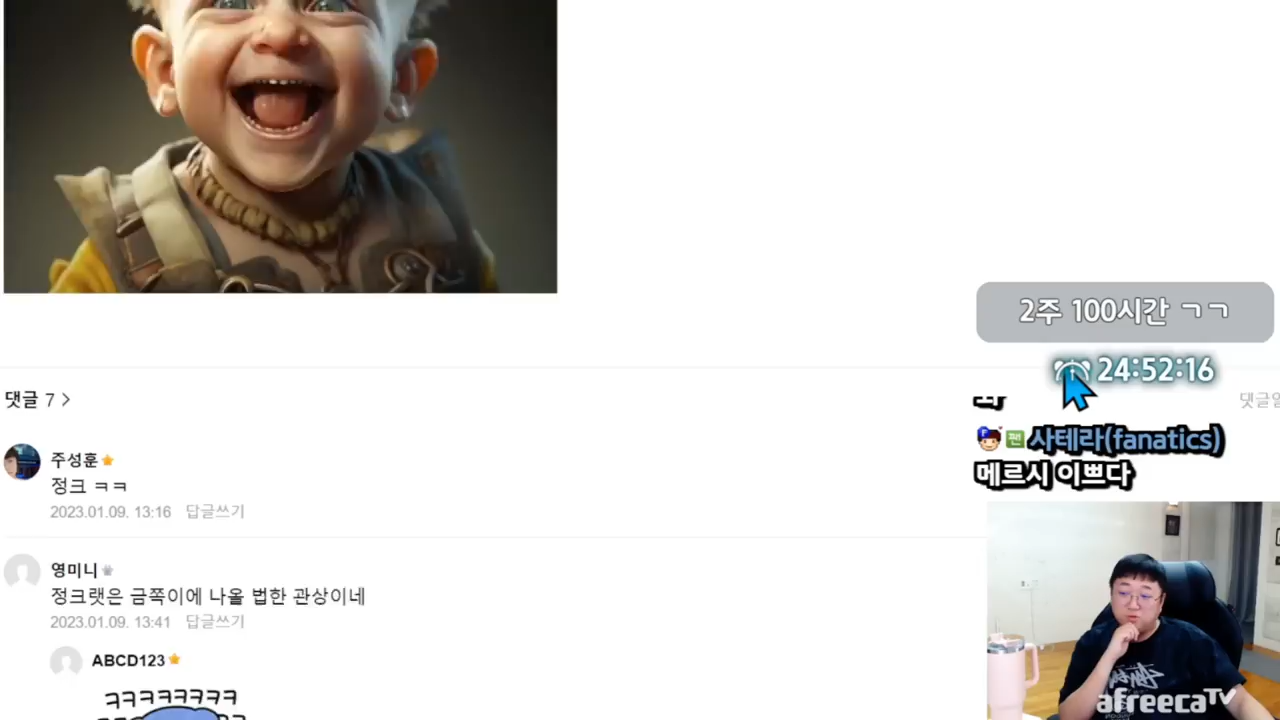 2주 100시간 ㄱㄱ
24:52:16
댓글 7
사테라(fanatics)
메르시 이쁘다
주성훈
정크 ㅋㅋ
2023.01.09. 13:16 답글쓰기
영미니
정크랫은 금쪽이에 나올 법한 관상이네
2023.01.09. 13:41 답글쓰기
ABCD123
ㅋㅋㅋㅋㅋㅋㅋㅋ
afreecaTV